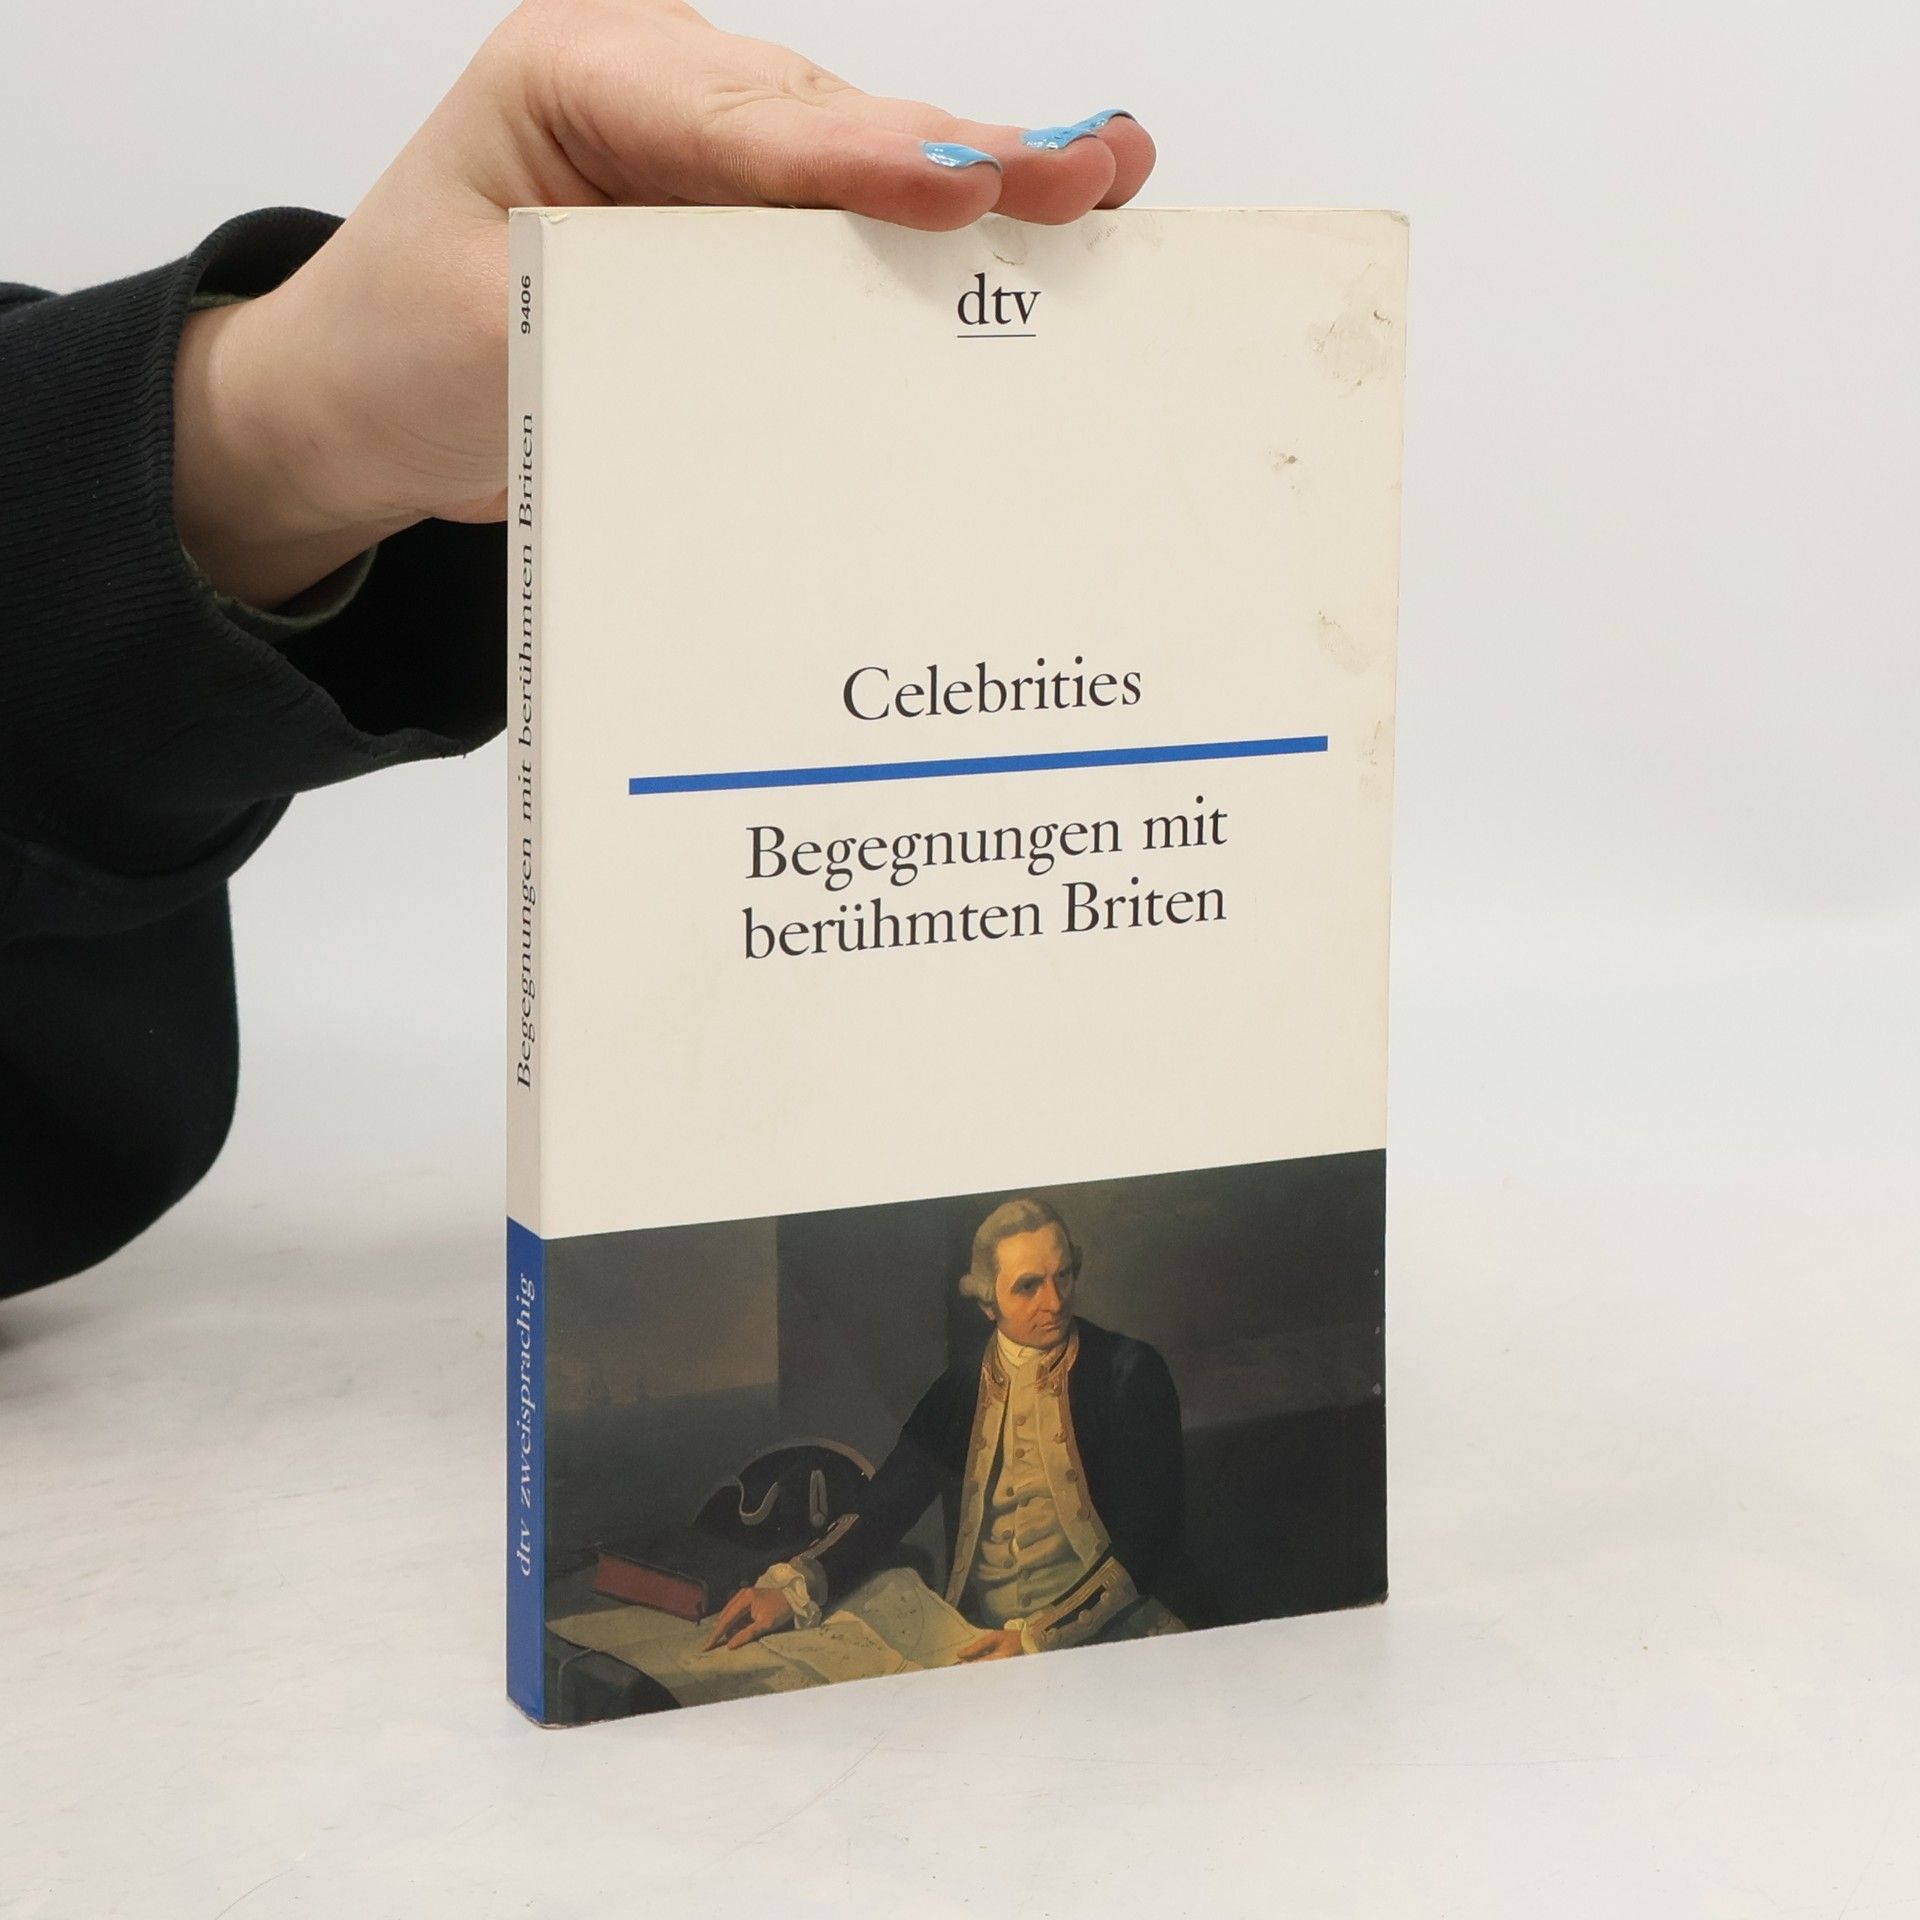 dtv
Celebrities
Begegnungen mit
berühmten Briten
9406
Begegnungen mit berühmten Briten
dtv zweisprachig